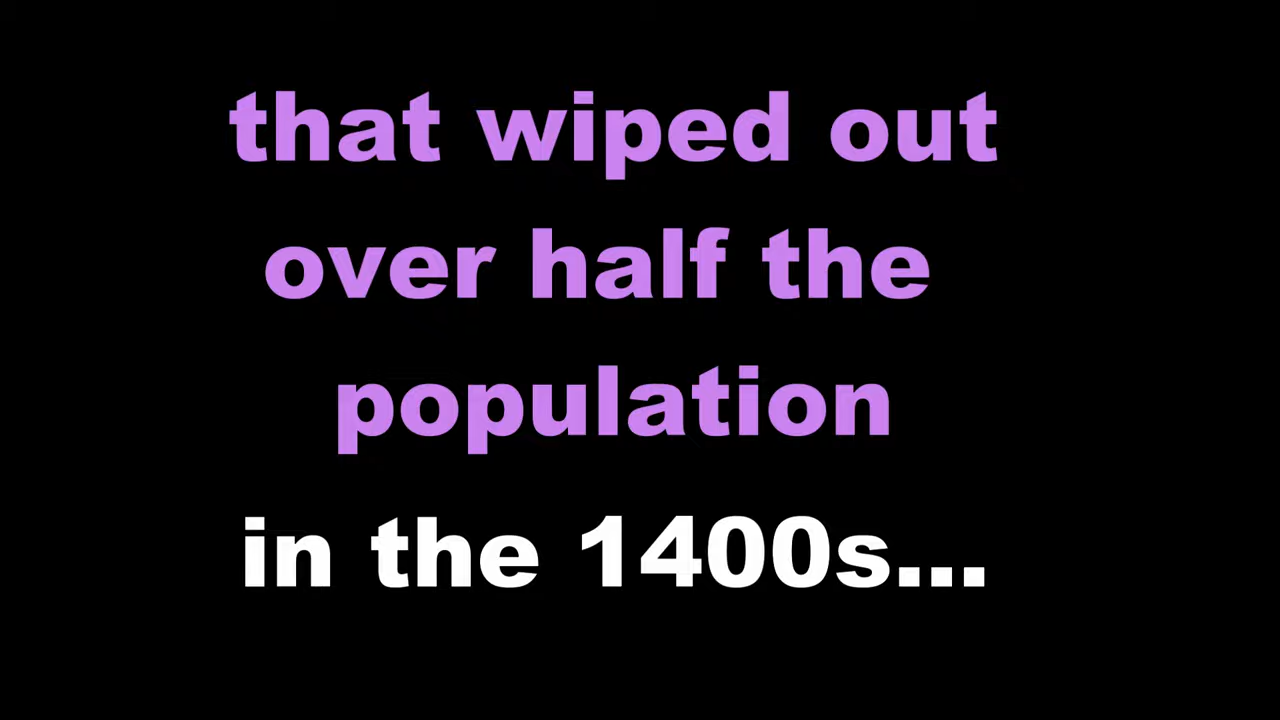 that wiped out
over half the
population
in the 1400s...